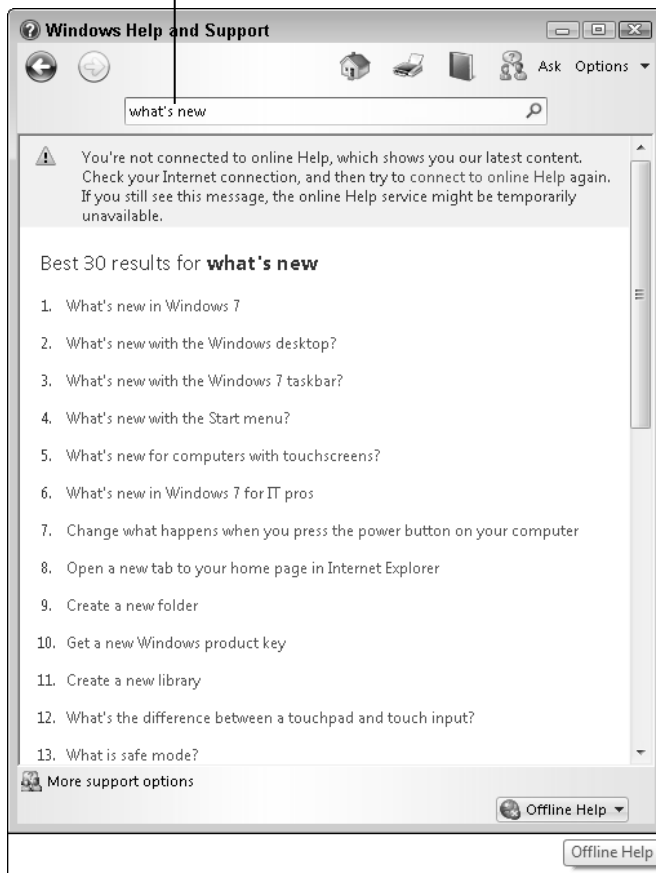 Windows Help and Support
Ask Options
what's new
You're not connected to online Help, which shows you our latest content.
Check your Internet connection, and then try to connect to online Help again.
If you still see this message, the online Help service might be temporarily
unavailable.
Best 30 results for what's new
1. What's new in Windows 7
2. What's new with the Windows desktop?
3. What's new with the Windows 7 taskbar?
4. What's new with the Start menu?
5. What's new for computers with touchscreens?
6. What's new in Windows 7 for IT pros
7. Change what happens when you press the power button on your computer
8. Open a new tab to your home page in Internet Explorer
9. Create a new folder
10. Get a new Windows product key
11. Create a new library
12. What's the difference between a touchpad and touch input?
13. What is safe mode?
More support options
Offline Help
Offline Help